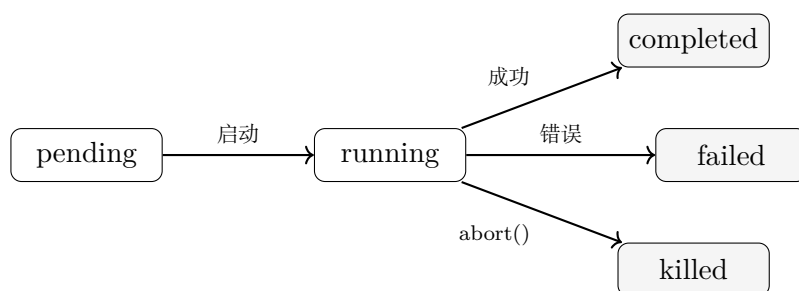 completed
成功
启动
错误
pending
running
failed
abort()
killed